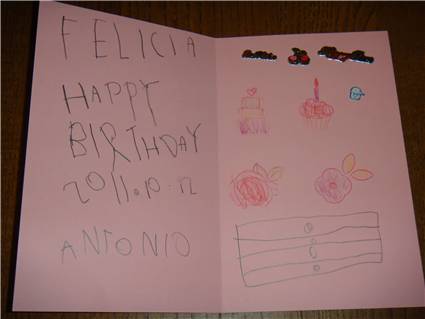 FELICIA
HAPPY
BIRTHDAY
2011.10.12
ANTONIO